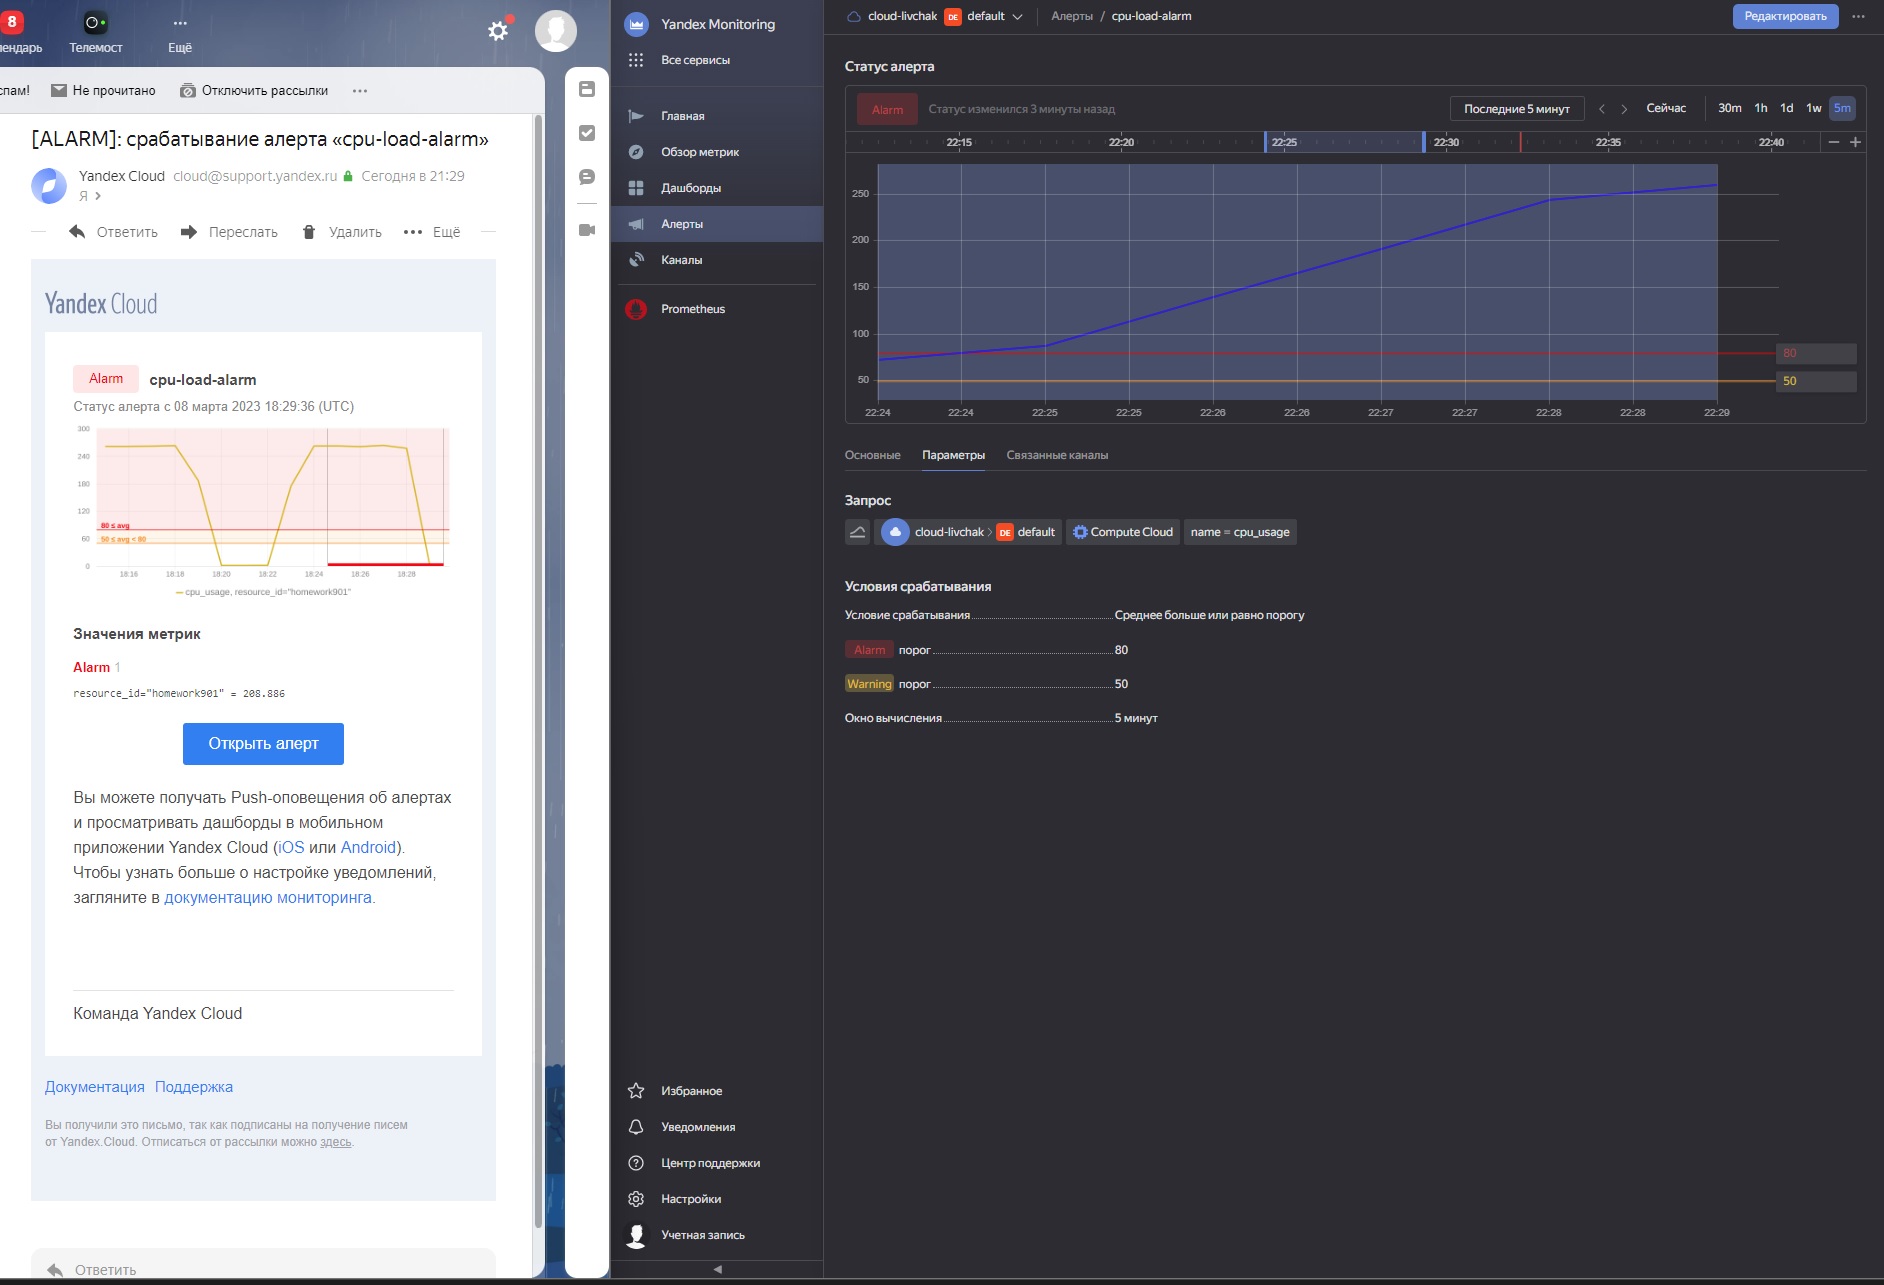 8
Телемост
Ещё
Не прочитано
Отключить рассылки
[ALARM]: срабатывание алерта «cpu-load-alarm»
Yandex Cloud cloud@support.yandex.ru Сегодня в 21:29
Я
Ответить Переслать Удалить Ещё
Yandex Cloud
Alarm cpu-load-alarm
Статус алерта с 08 марта 2023 18:29:36 (UTC)
300
240
180
120
60
0
80 ≤ avg
50 ≤ avg < 80
18:16 18:18 18:20 18:22 18:24 18:26 18:28
cpu_usage, resource_id="homework901"
Значения метрик
Alarm 1
resource_id="homework901" = 208.886
Открыть алерт
Вы можете получать Push-оповещения об алертах
и просматривать дашборды в мобильном
приложении Yandex Cloud (iOS или Android).
Чтобы узнать больше о настройке уведомлений,
загляните в документацию мониторинга.
Команда Yandex Cloud
Документация Поддержка
Вы получили это письмо, так как подписаны на получение писем
от Yandex.Cloud. Отписаться от рассылки можно здесь.
Ответить
Yandex Monitoring
Все сервисы
Главная
Обзор метрик
Дашборды
Алерты
Каналы
Prometheus
Избранное
Уведомления
Центр поддержки
Настройки
Учетная запись
cloud-livchak DE default Алерты / cpu-load-alarm Редактировать
Статус алерта
Alarm Статус изменился 3 минуты назад Последние 5 минут Сейчас 30m 1h 1d 1w 5m
22:15 22:20 22:25 22:30 22:35 22:40
250
200
150
100
50
80
50
22:24 22:24 22:25 22:25 22:26 22:26 22:27 22:27 22:28 22:28 22:29
Основные Параметры Связанные каналы
Запрос
cloud-livchak DE default Compute Cloud name = cpu_usage
Условия срабатывания
Условие срабатывания Среднее больше или равно порогу
Alarm порог 80
Warning порог 50
Окно вычисления 5 минут